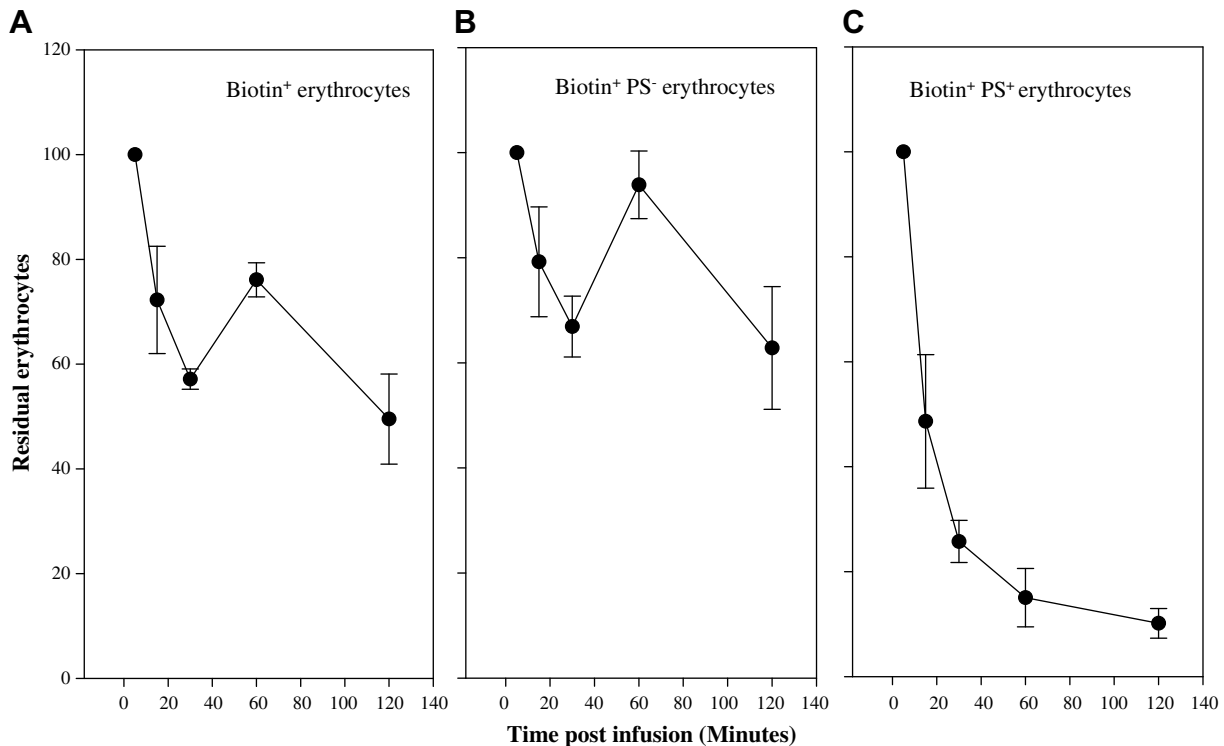 A
B
C
Biotin⁺ erythrocytes
Biotin⁺ PS⁻ erythrocytes
Biotin⁺ PS⁺ erythrocytes
Residual erythrocytes
120
100
80
60
40
20
0
0 20 40 60 80 100 120 140
0 20 40 60 80 100 120 140
0 20 40 60 80 100 120 140
Time post infusion (Minutes)